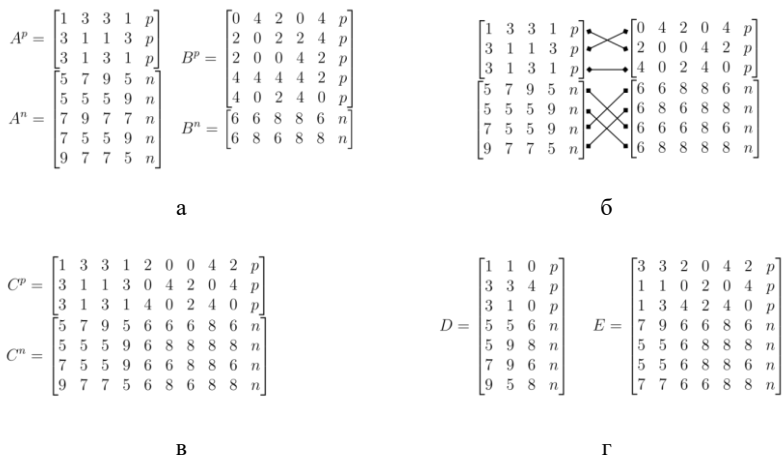 A^p =
1 3 3 1 p
3 1 1 3 p
3 1 3 1 p
A^n =
5 7 9 5 n
5 5 5 9 n
7 9 7 7 n
7 5 5 9 n
9 7 7 5 n
B^p =
0 4 2 0 4 p
2 0 2 2 4 p
2 0 0 4 2 p
4 4 4 4 2 p
4 0 2 4 0 p
B^n =
6 6 8 8 6 n
6 8 6 8 8 n
а
1 3 3 1 p
3 1 1 3 p
3 1 3 1 p
5 7 9 5 n
5 5 5 9 n
7 5 5 9 n
9 7 7 5 n
0 4 2 0 4 p
2 0 0 4 2 p
4 0 2 4 0 p
6 6 8 8 6 n
6 8 6 8 8 n
6 6 6 8 6 n
6 8 8 8 8 n
б
C^p =
1 3 3 1 2 0 0 4 2 p
3 1 1 3 0 4 2 0 4 p
3 1 3 1 4 0 2 4 0 p
C^n =
5 7 9 5 6 6 6 8 6 n
5 5 5 9 6 8 8 8 8 n
7 5 5 9 6 6 8 8 6 n
9 7 7 5 6 8 6 8 8 n
в
D =
1 1 0 p
3 3 4 p
3 1 0 p
5 5 6 n
5 9 8 n
7 9 6 n
9 5 8 n
E =
3 3 2 0 4 2 p
1 1 0 2 0 4 p
1 3 4 2 4 0 p
7 9 6 6 8 6 n
5 5 6 8 8 8 n
5 5 6 8 8 6 n
7 7 6 6 8 8 n
г